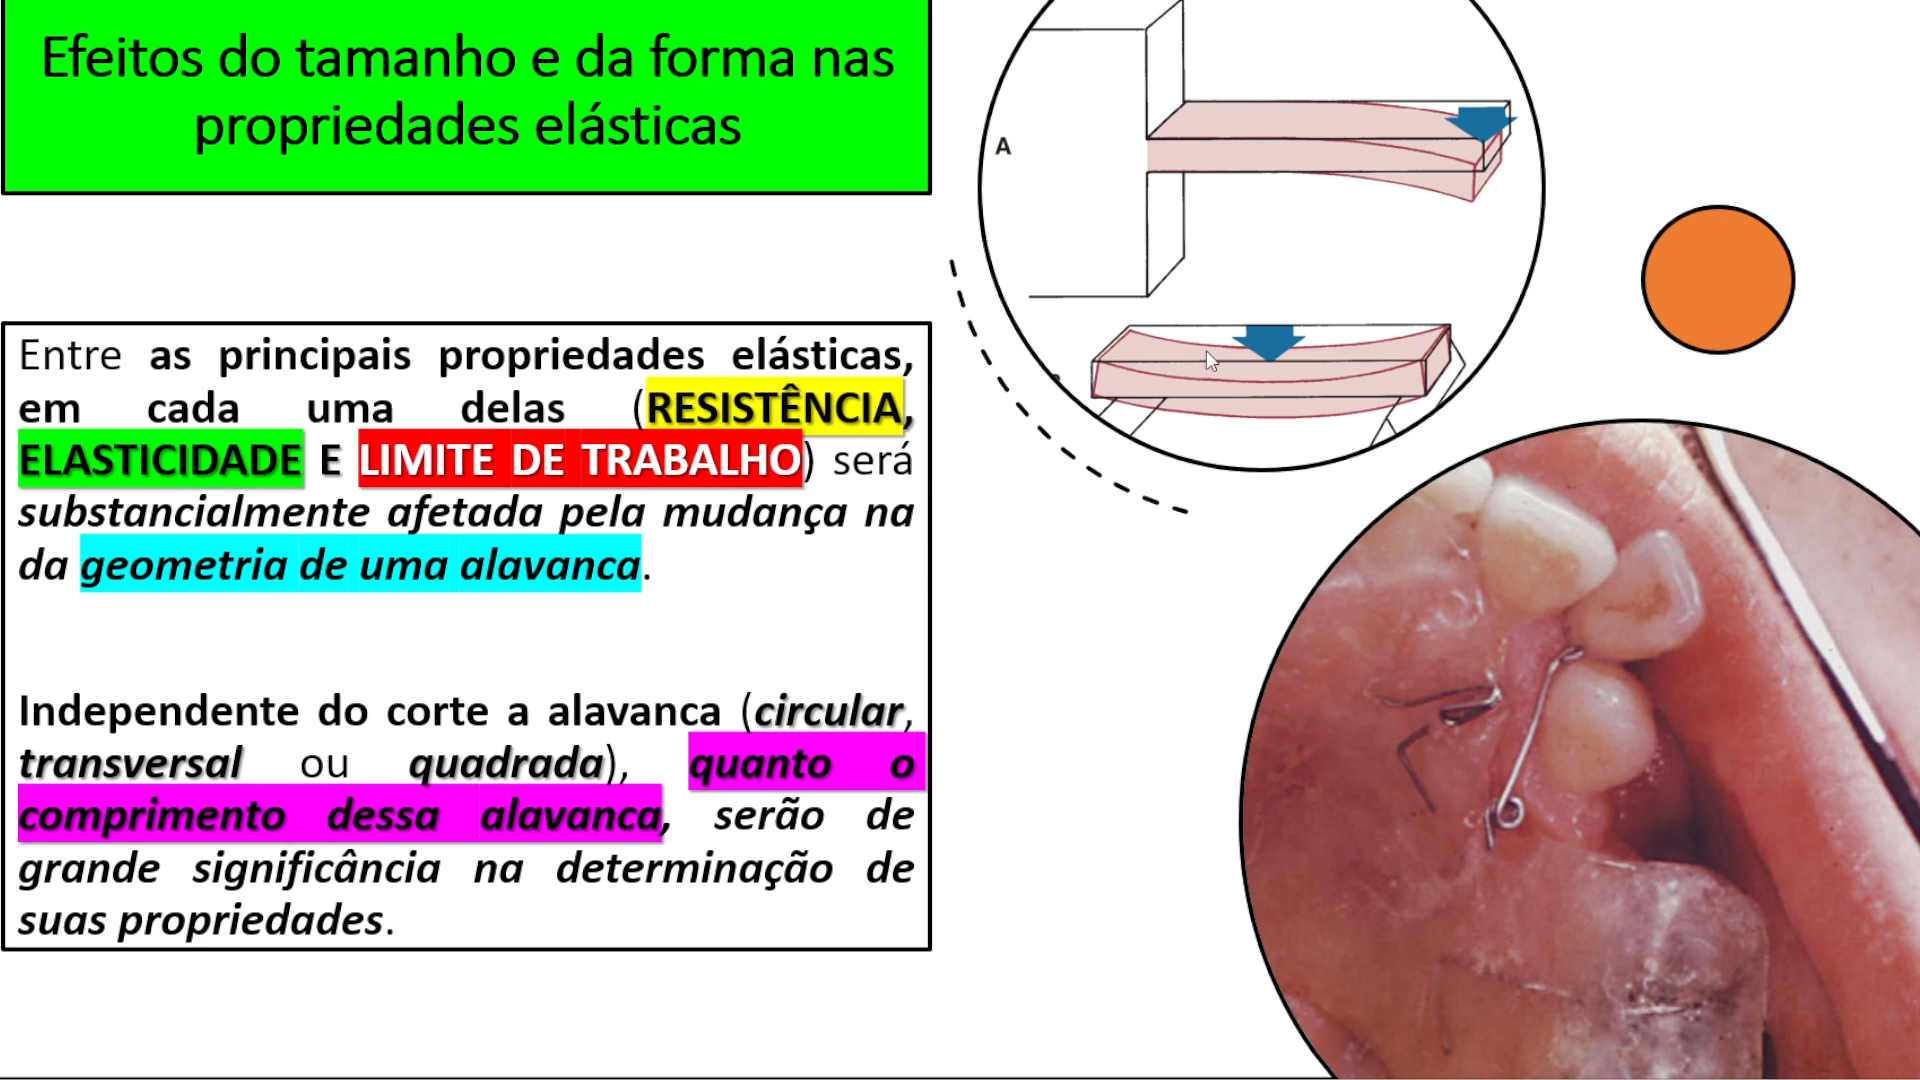 Efeitos do tamanho e da forma nas
propriedades elásticas
A
Entre as principais propriedades elásticas,
em cada uma delas (RESISTÊNCIA,
ELASTICIDADE E LIMITE DE TRABALHO) será
substancialmente afetada pela mudança na
da geometria de uma alavanca.
Independente do corte a alavanca (circular,
transversal ou quadrada), quanto o
comprimento dessa alavanca, serão de
grande significância na determinação de
suas propriedades.